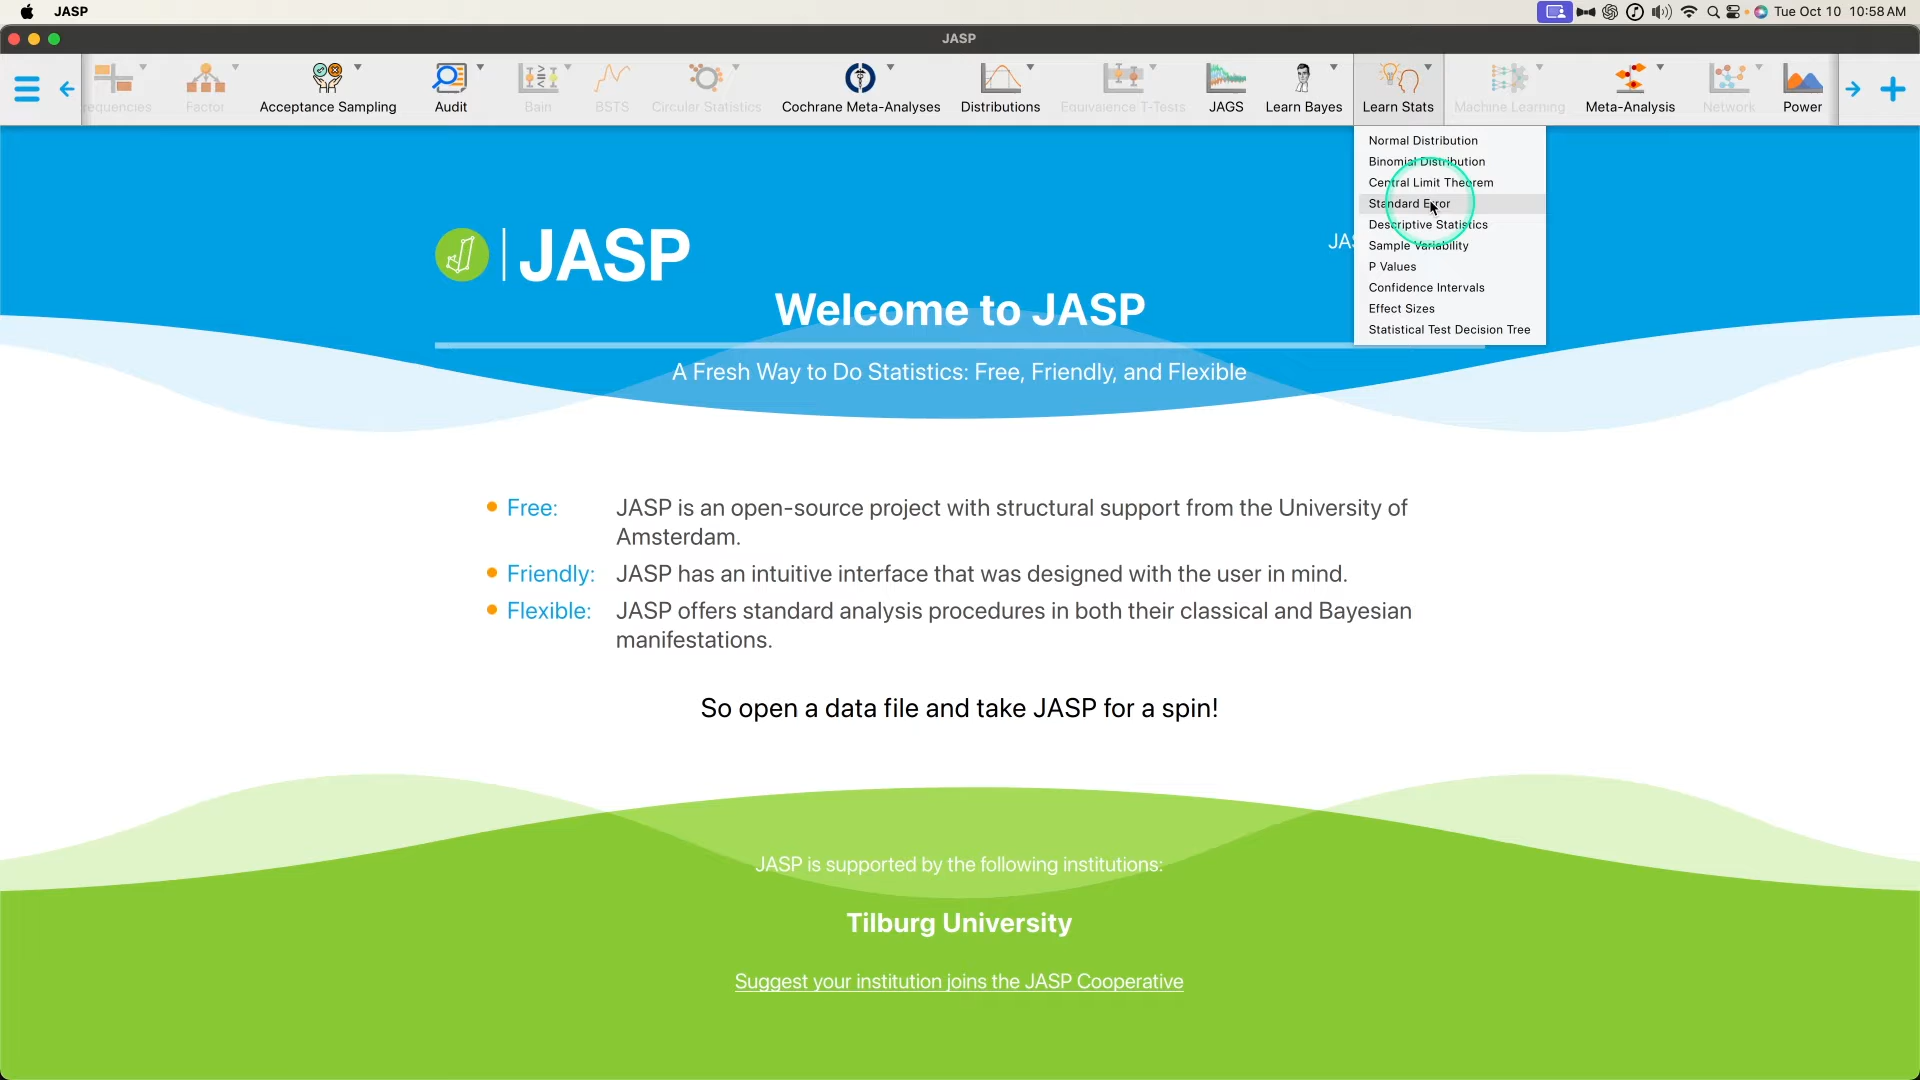 JASP
Tue Oct 10 10:58 AM
JASP
requencies
Factor
Acceptance Sampling
Audit
Bain
BSTS
Circular Statistics
Cochrane Meta-Analyses
Distributions
Equivalence T-Tests
JAGS
Learn Bayes
Learn Stats
Machine Learning
Meta-Analysis
Network
Power
Normal Distribution
Binomial Distribution
Central Limit Theorem
Standard Error
Descriptive Statistics
Sample Variability
P Values
Confidence Intervals
Effect Sizes
Statistical Test Decision Tree
JASP
JAS
Welcome to JASP
A Fresh Way to Do Statistics: Free, Friendly, and Flexible
Free: JASP is an open-source project with structural support from the University of
Amsterdam.
Friendly: JASP has an intuitive interface that was designed with the user in mind.
Flexible: JASP offers standard analysis procedures in both their classical and Bayesian
manifestations.
So open a data file and take JASP for a spin!
JASP is supported by the following institutions:
Tilburg University
Suggest your institution joins the JASP Cooperative